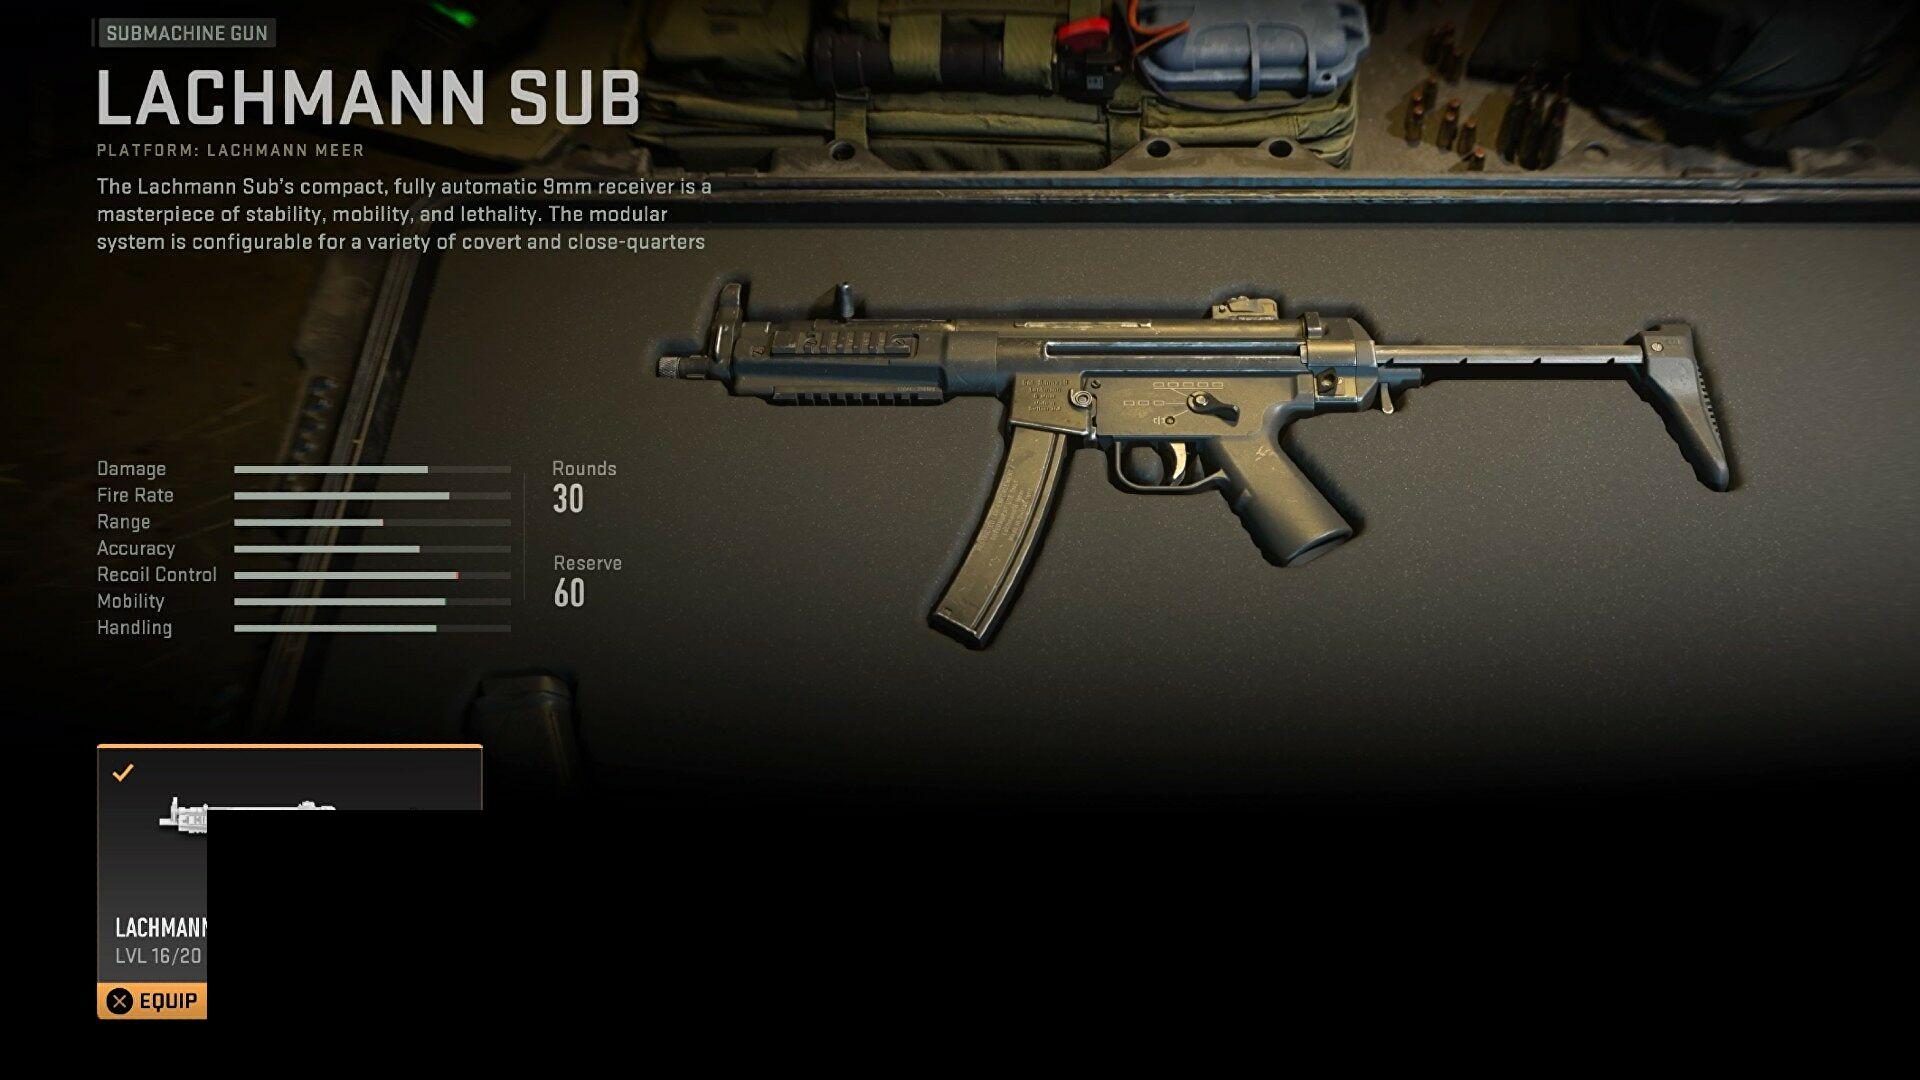 SUBMACHINE GUN
LACHMANN SUB
PLATFORM: LACHMANN MEER
The Lachmann Sub's compact, fully automatic 9mm receiver is a
masterpiece of stability, mobility, and lethality. The modular
system is configurable for a variety of covert and close-quarters
Damage
Fire Rate
Range
Accuracy
Recoil Control
Mobility
Handling
Rounds
30
Reserve
60
LACHMANN
LVL 16/20
EQUIP